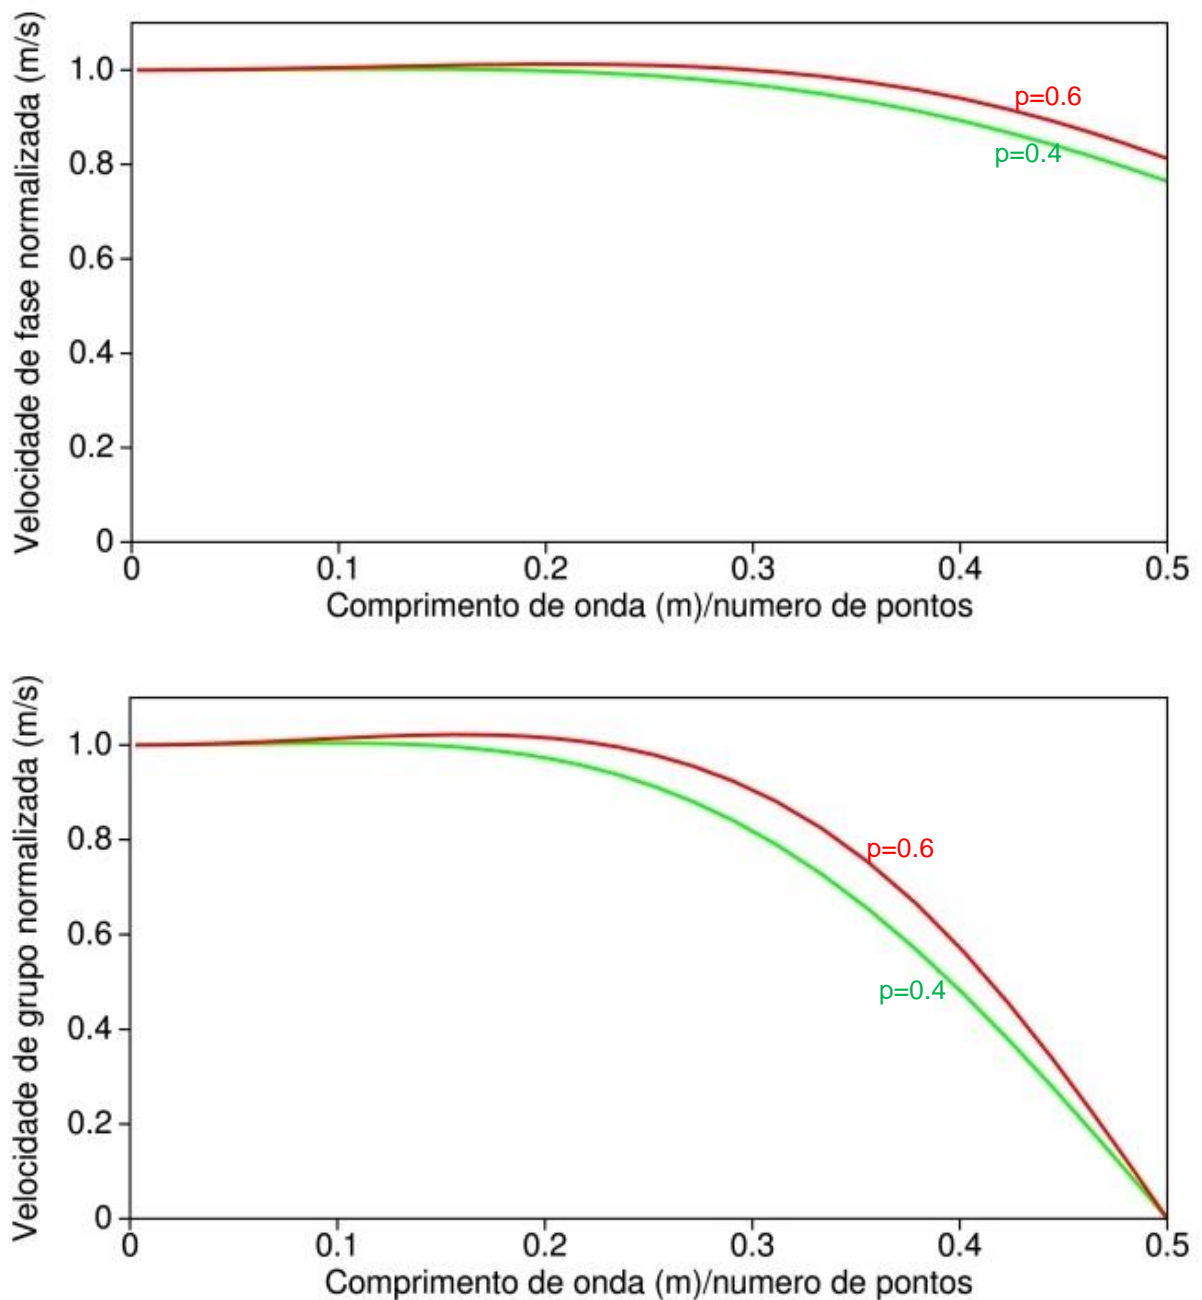 Velocidade de fase normalizada (m/s)
1.0
0.8
0.6
0.4
0.2
0
p=0.6
p=0.4
0 0.1 0.2 0.3 0.4 0.5
Comprimento de onda (m)/numero de pontos
Velocidade de grupo normalizada (m/s)
1.0
0.8
0.6
0.4
0.2
0
p=0.6
p=0.4
0 0.1 0.2 0.3 0.4 0.5
Comprimento de onda (m)/numero de pontos